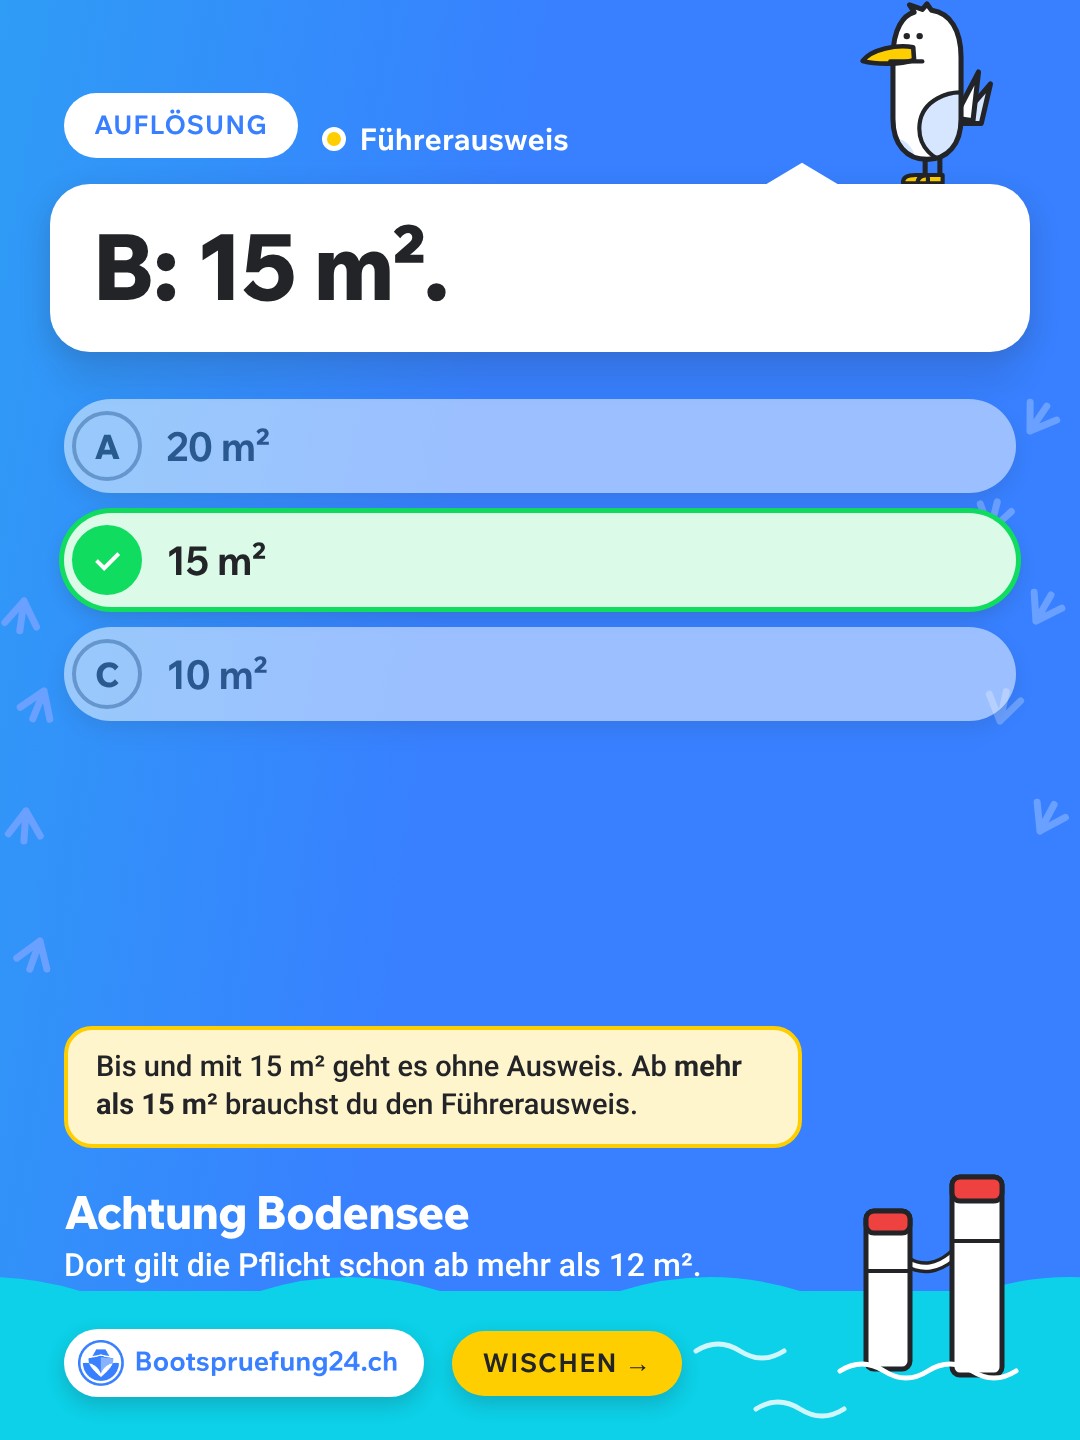 AUFLÖSUNG
Führerausweis
B: 15 m².
A 20 m²
15 m²
C 10 m²
Bis und mit 15 m² geht es ohne Ausweis. Ab mehr
als 15 m² brauchst du den Führerausweis.
Achtung Bodensee
Dort gilt die Pflicht schon ab mehr als 12 m².
Bootspruefung24.ch
WISCHEN →